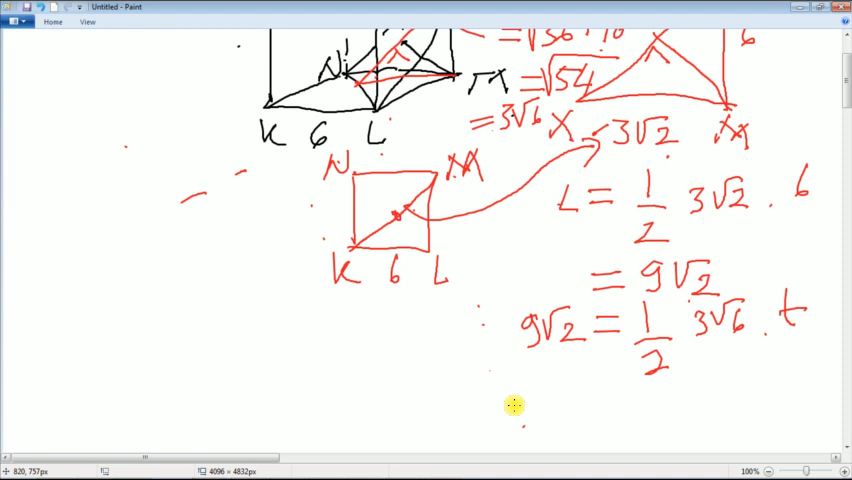 Untitled - Paint
Home View
= √36+18
6
N
M = √54
= 3√6
K 6 L
X 3√2 M
N M
L = 1/2 3√2 . 6
K 6 L
= 9√2
9√2 = 1/2 3√6 . t
820, 757px
4096 × 4832px
100%